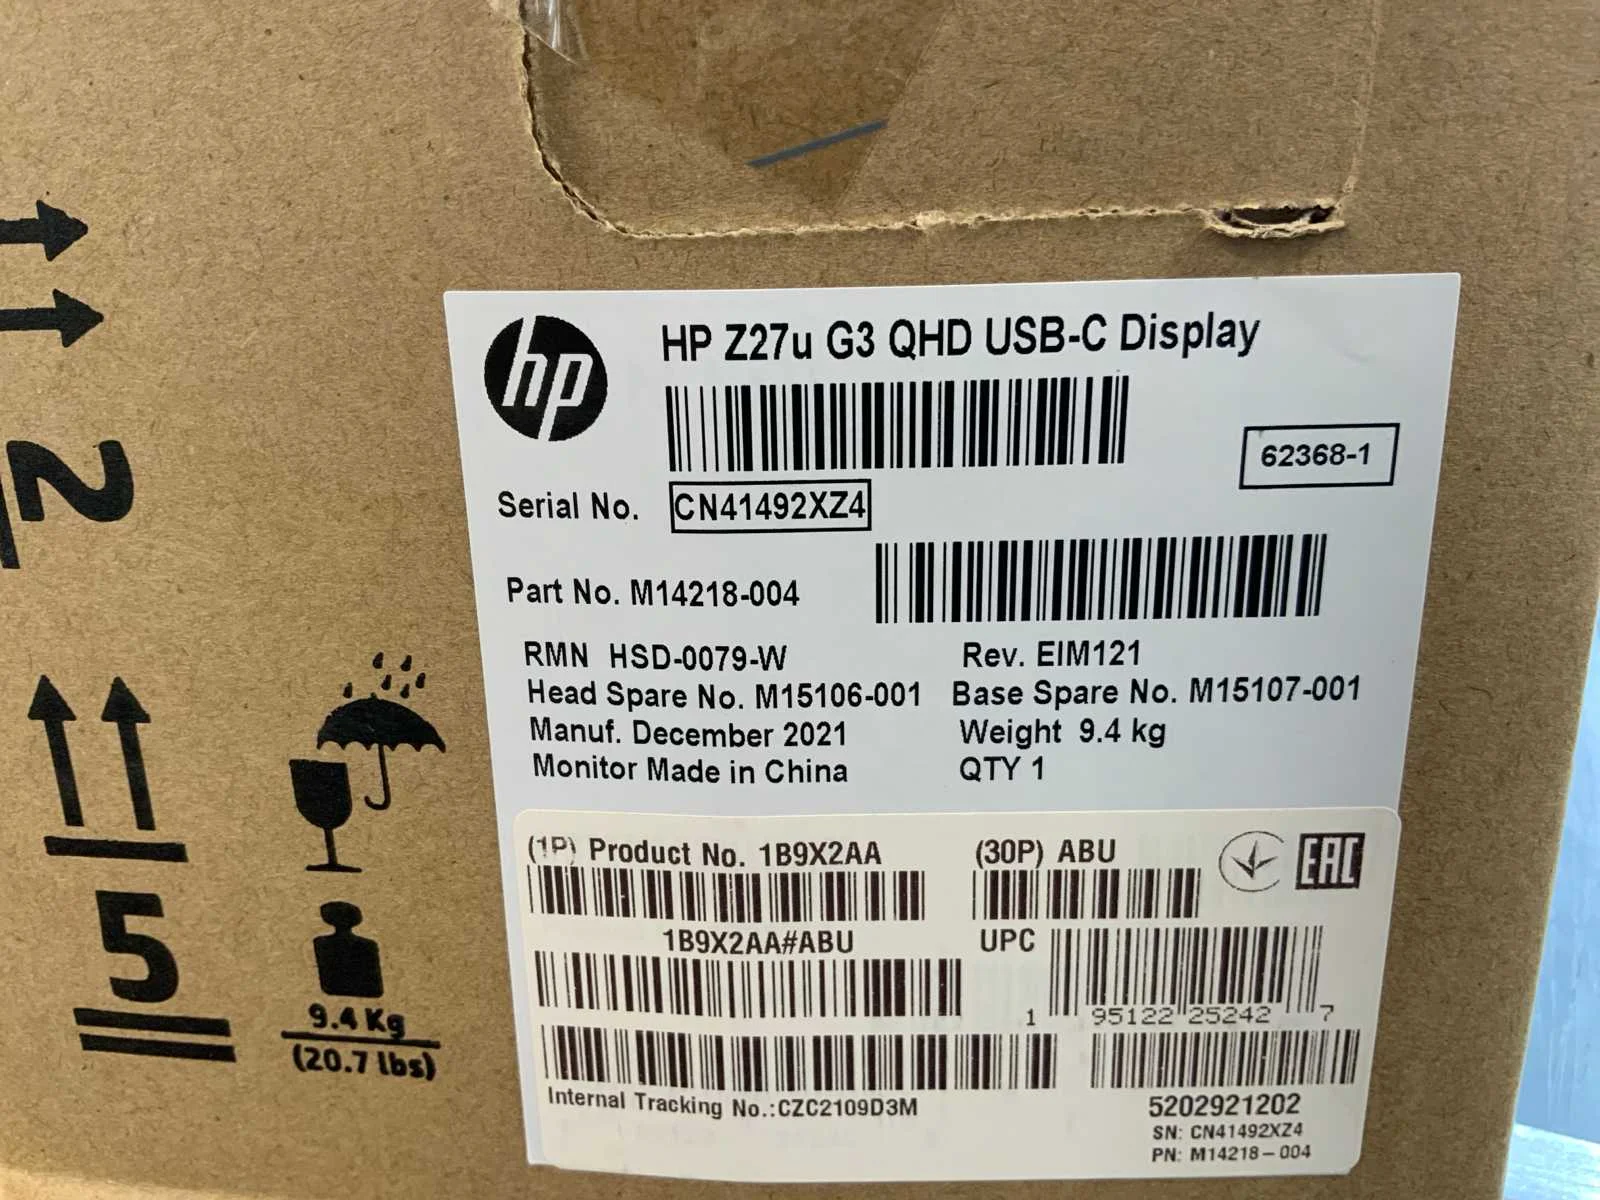 hp
HP Z27u G3 QHD USB-C Display
62368-1
Serial No. CN41492XZ4
Part No. M14218-004
RMN HSD-0079-W Rev. EIM121
Head Spare No. M15106-001 Base Spare No. M15107-001
Manuf. December 2021 Weight 9.4 kg
Monitor Made in China QTY 1
(1P) Product No. 1B9X2AA (30P) ABU
EAC
1B9X2AA#ABU UPC
1 95122 25242 7
Internal Tracking No.:CZC2109D3M
5202921202
SN: CN41492XZ4
PN: M14218-004
2
5
9.4 Kg
(20.7 lbs)